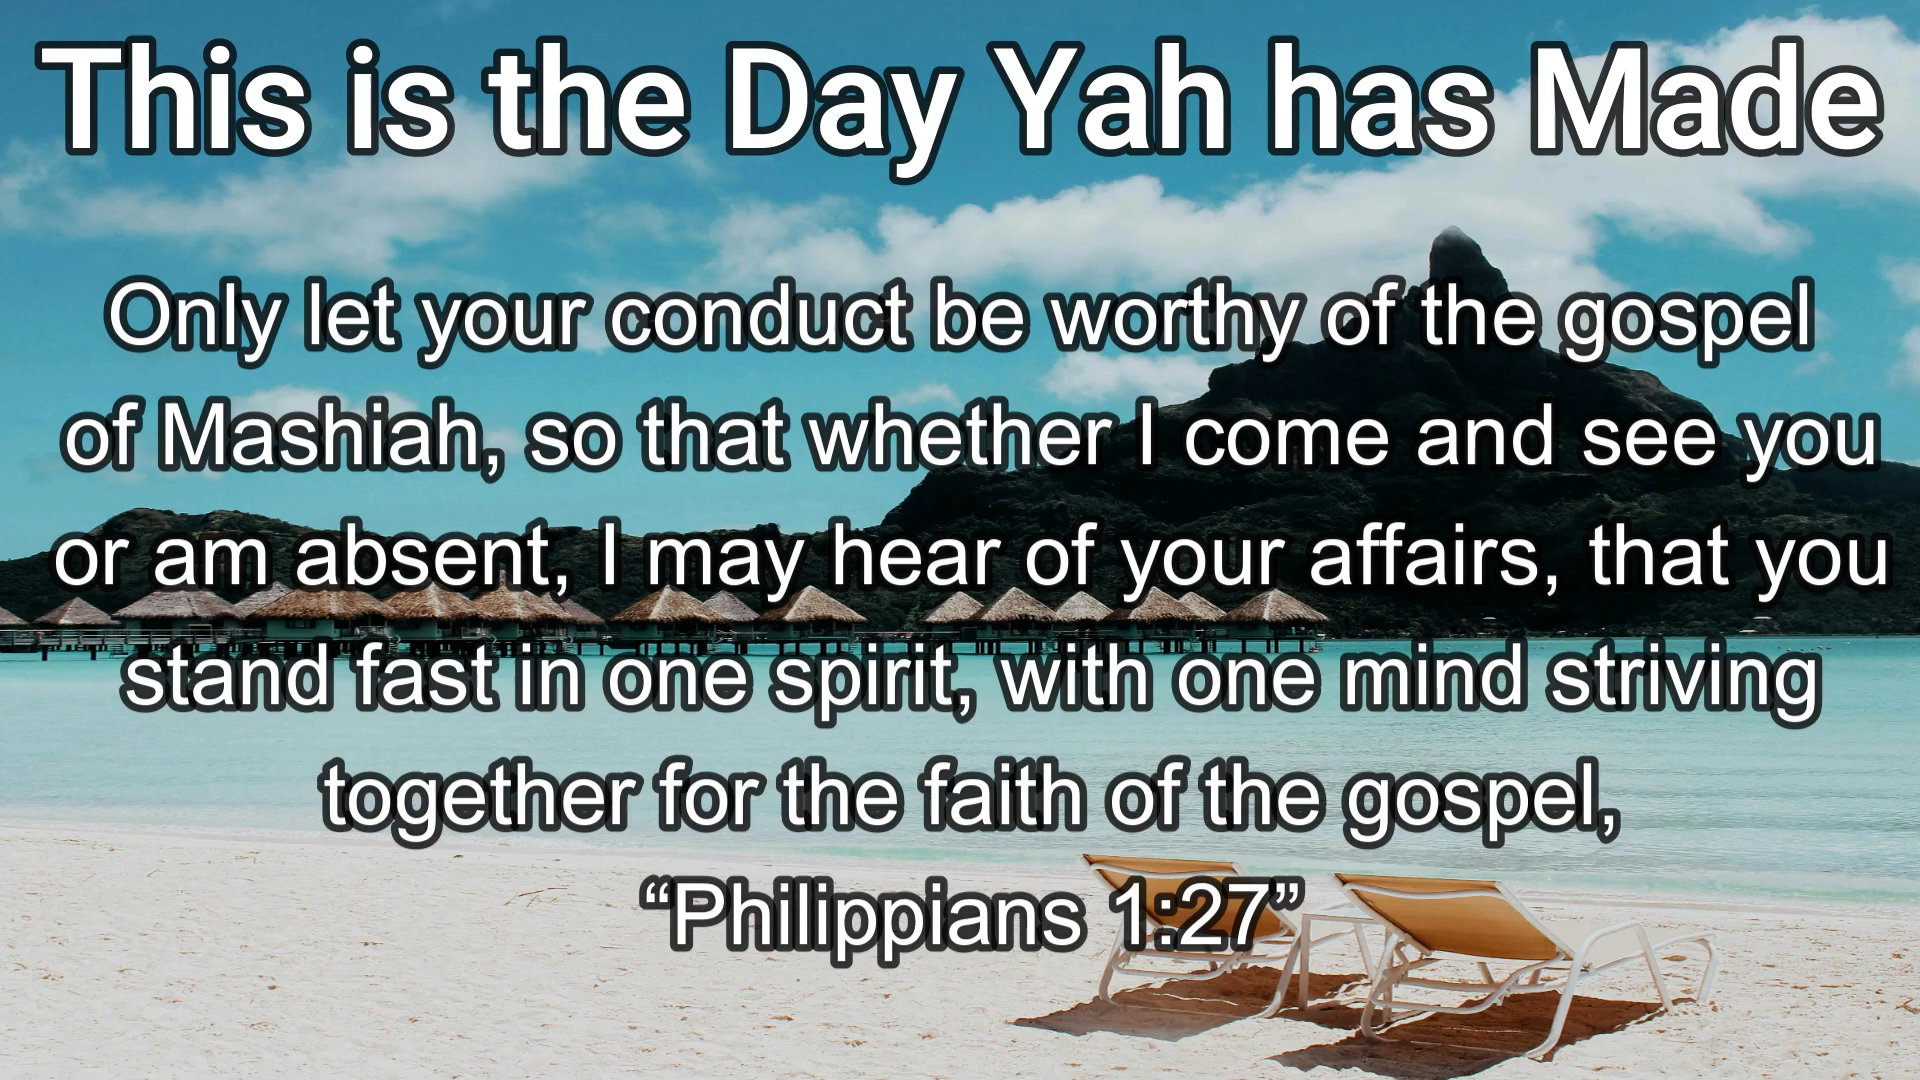 This is the Day Yah has Made
Only let your conduct be worthy of the gospel
of Mashiah, so that whether I come and see you
or am absent, I may hear of your affairs, that you
stand fast in one spirit, with one mind striving
together for the faith of the gospel,
“Philippians 1:27”